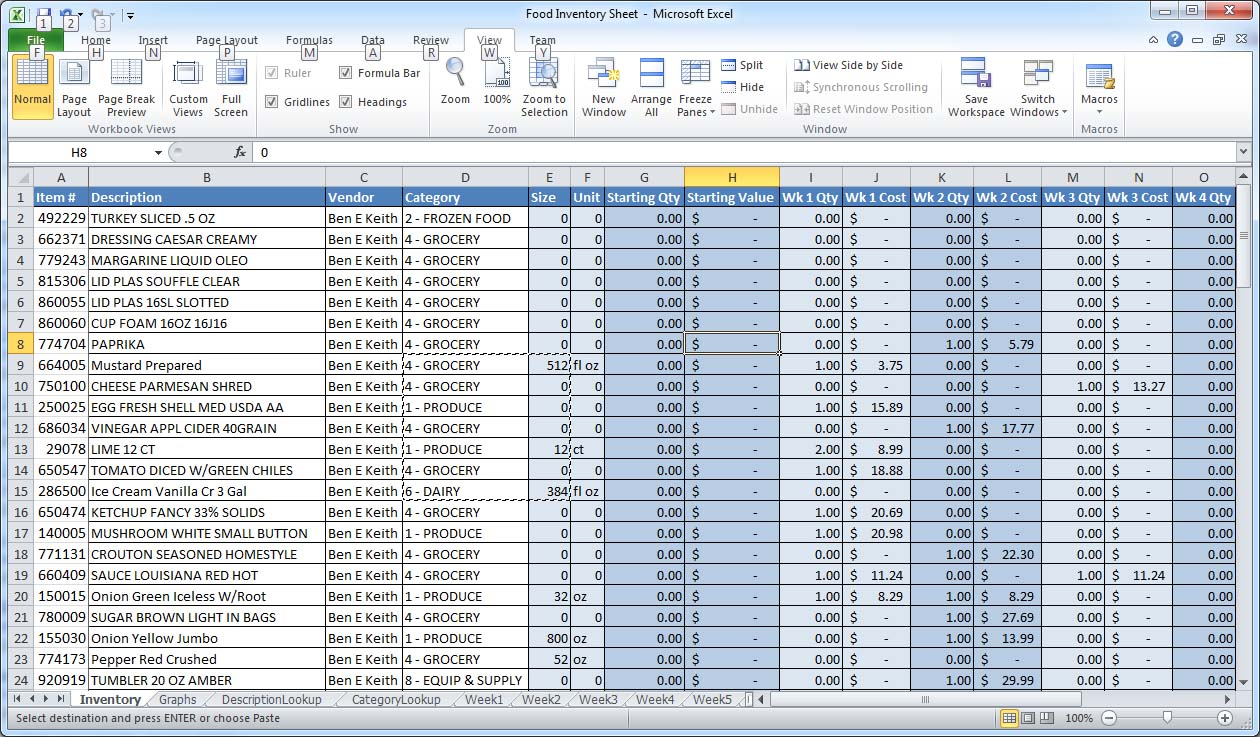 Food Inventory Sheet - Microsoft Excel
1 2 3
File Home Insert Page Layout Formulas Data Review View Team
F H N P M A R W Y
Normal Page Layout Page Break Preview Custom Views Full Screen
Workbook Views
Ruler Formula Bar
Gridlines Headings
Show
Zoom 100% Zoom to Selection
Zoom
New Window Arrange All Freeze Panes
Split
Hide
Unhide
View Side by Side
Synchronous Scrolling
Reset Window Position
Save Workspace Switch Windows
Window
Macros
Macros
H8 fx 0
A B C D E F G H I J K L M N O
1 Item # Description Vendor Category Size Unit Starting Qty Starting Value Wk 1 Qty Wk 1 Cost Wk 2 Qty Wk 2 Cost Wk 3 Qty Wk 3 Cost Wk 4 Qty
2 492229 TURKEY SLICED .5 OZ Ben E Keith 2 - FROZEN FOOD 0 0 0.00 $ - 0.00 $ - 0.00 $ - 0.00 $ - 0.00
3 662371 DRESSING CAESAR CREAMY Ben E Keith 4 - GROCERY 0 0 0.00 $ - 0.00 $ - 0.00 $ - 0.00 $ - 0.00
4 779243 MARGARINE LIQUID OLEO Ben E Keith 4 - GROCERY 0 0 0.00 $ - 0.00 $ - 0.00 $ - 0.00 $ - 0.00
5 815306 LID PLAS SOUFFLE CLEAR Ben E Keith 4 - GROCERY 0 0 0.00 $ - 0.00 $ - 0.00 $ - 0.00 $ - 0.00
6 860055 LID PLAS 16SL SLOTTED Ben E Keith 4 - GROCERY 0 0 0.00 $ - 0.00 $ - 0.00 $ - 0.00 $ - 0.00
7 860060 CUP FOAM 16OZ 16J16 Ben E Keith 4 - GROCERY 0 0 0.00 $ - 0.00 $ - 0.00 $ - 0.00 $ - 0.00
8 774704 PAPRIKA Ben E Keith 4 - GROCERY 0 0 0.00 $ - 0.00 $ - 1.00 $ 5.79 0.00 $ - 0.00
9 664005 Mustard Prepared Ben E Keith 4 - GROCERY 512 fl oz 0.00 $ - 1.00 $ 3.75 0.00 $ - 0.00 $ - 0.00
10 750100 CHEESE PARMESAN SHRED Ben E Keith 4 - GROCERY 0 0 0.00 $ - 0.00 $ - 0.00 $ - 1.00 $ 13.27 0.00
11 250025 EGG FRESH SHELL MED USDA AA Ben E Keith 1 - PRODUCE 0 0 0.00 $ - 1.00 $ 15.89 0.00 $ - 0.00 $ - 0.00
12 686034 VINEGAR APPL CIDER 40GRAIN Ben E Keith 4 - GROCERY 0 0 0.00 $ - 0.00 $ - 1.00 $ 17.77 0.00 $ - 0.00
13 29078 LIME 12 CT Ben E Keith 1 - PRODUCE 12 ct 0.00 $ - 2.00 $ 8.99 0.00 $ - 0.00 $ - 0.00
14 650547 TOMATO DICED W/GREEN CHILES Ben E Keith 4 - GROCERY 0 0 0.00 $ - 1.00 $ 18.88 0.00 $ - 0.00 $ - 0.00
15 286500 Ice Cream Vanilla Cr 3 Gal Ben E Keith 6 - DAIRY 384 fl oz 0.00 $ - 0.00 $ - 0.00 $ - 0.00 $ - 0.00
16 650474 KETCHUP FANCY 33% SOLIDS Ben E Keith 4 - GROCERY 0 0 0.00 $ - 1.00 $ 20.69 0.00 $ - 0.00 $ - 0.00
17 140005 MUSHROOM WHITE SMALL BUTTON Ben E Keith 1 - PRODUCE 0 0 0.00 $ - 1.00 $ 20.98 0.00 $ - 0.00 $ - 0.00
18 771131 CROUTON SEASONED HOMESTYLE Ben E Keith 4 - GROCERY 0 0 0.00 $ - 0.00 $ - 1.00 $ 22.30 0.00 $ - 0.00
19 660409 SAUCE LOUISIANA RED HOT Ben E Keith 4 - GROCERY 0 0 0.00 $ - 1.00 $ 11.24 0.00 $ - 1.00 $ 11.24 0.00
20 150015 Onion Green Iceless W/Root Ben E Keith 1 - PRODUCE 32 oz 0.00 $ - 1.00 $ 8.29 1.00 $ 8.29 0.00 $ - 0.00
21 780009 SUGAR BROWN LIGHT IN BAGS Ben E Keith 4 - GROCERY 0 0 0.00 $ - 0.00 $ - 1.00 $ 27.69 0.00 $ - 0.00
22 155030 Onion Yellow Jumbo Ben E Keith 1 - PRODUCE 800 oz 0.00 $ - 0.00 $ - 1.00 $ 13.99 0.00 $ - 0.00
23 774173 Pepper Red Crushed Ben E Keith 4 - GROCERY 52 oz 0.00 $ - 0.00 $ - 0.00 $ - 0.00 $ - 0.00
24 920919 TUMBLER 20 OZ AMBER Ben E Keith 8 - EQUIP & SUPPLY 0 0 0.00 $ - 0.00 $ - 1.00 $ 29.99 0.00 $ - 0.00
Inventory Graphs DescriptionLookup CategoryLookup Week1 Week2 Week3 Week4 Week5
Select destination and press ENTER or choose Paste 100%